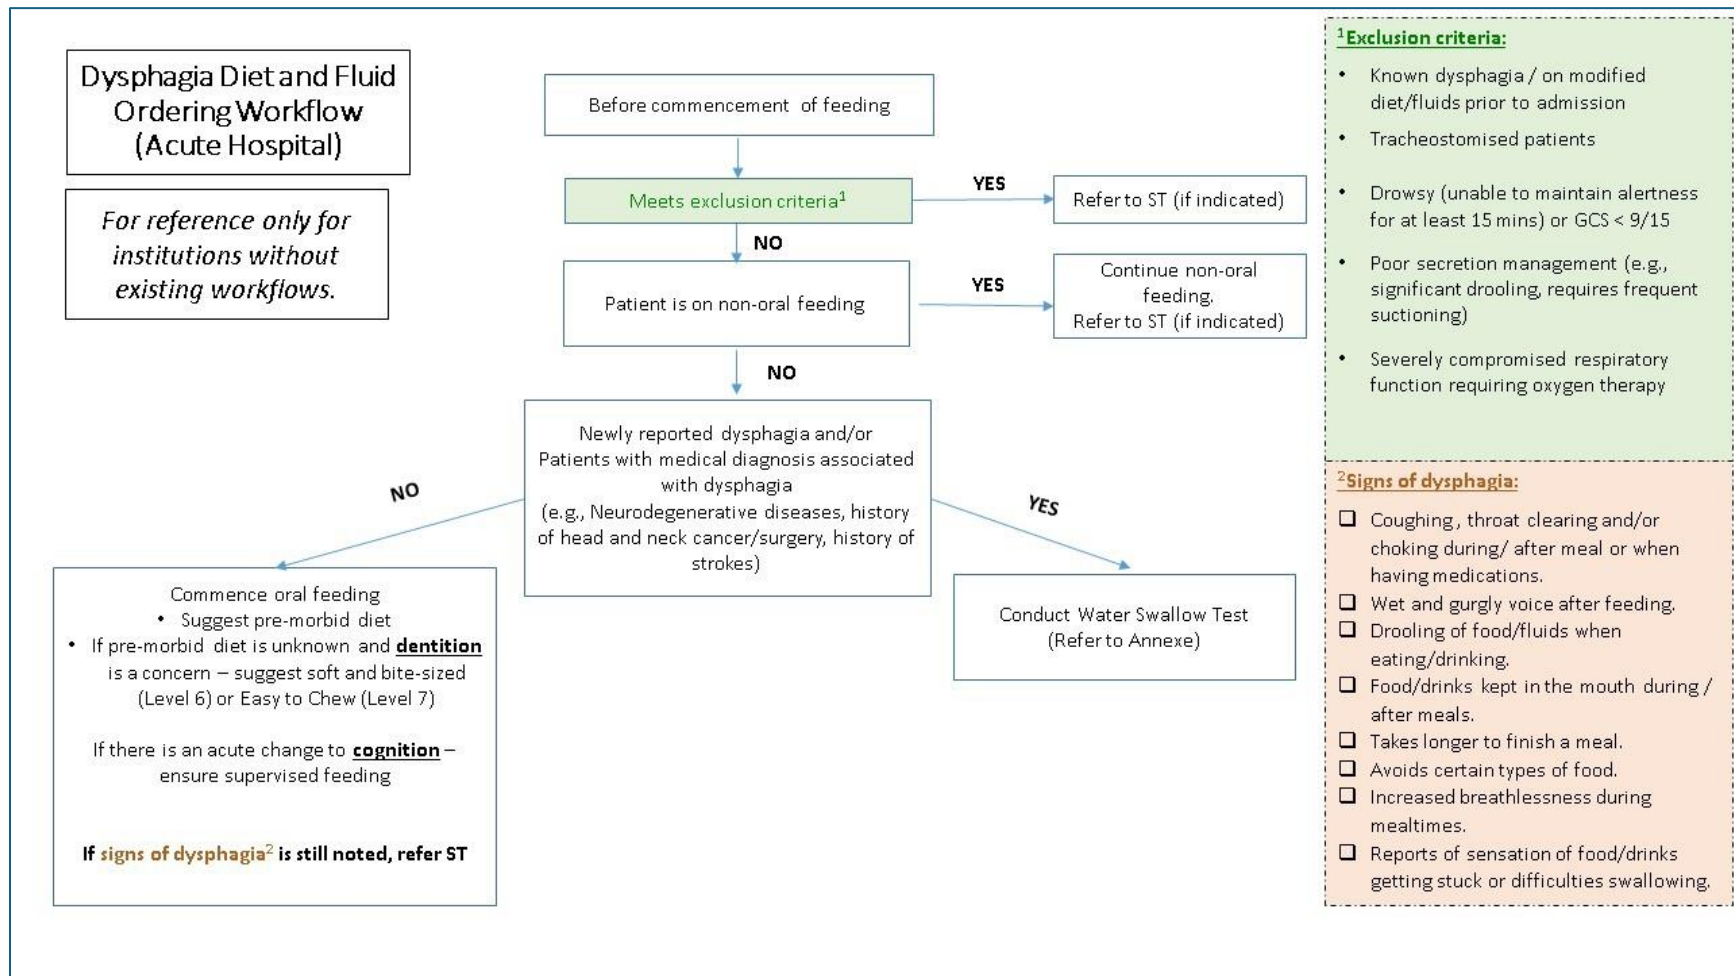 Dysphagia Diet and Fluid
Ordering Workflow
(Acute Hospital)
For reference only for
institutions without
existing workflows.
Before commencement of feeding
Meets exclusion criteria¹
YES
Refer to ST (if indicated)
NO
Patient is on non-oral feeding
YES
Continue non-oral
feeding.
Refer to ST (if indicated)
NO
Newly reported dysphagia and/or
Patients with medical diagnosis associated
with dysphagia
(e.g., Neurodegenerative diseases, history
of head and neck cancer/surgery, history of
strokes)
NO
YES
Commence oral feeding
• Suggest pre-morbid diet
• If pre-morbid diet is unknown and dentition
is a concern – suggest soft and bite-sized
(Level 6) or Easy to Chew (Level 7)
If there is an acute change to cognition –
ensure supervised feeding
If signs of dysphagia² is still noted, refer ST
Conduct Water Swallow Test
(Refer to Annexe)
¹Exclusion criteria:
• Known dysphagia / on modified
diet/fluids prior to admission
• Tracheostomised patients
• Drowsy (unable to maintain alertness
for at least 15 mins) or GCS < 9/15
• Poor secretion management (e.g.,
significant drooling, requires frequent
suctioning)
• Severely compromised respiratory
function requiring oxygen therapy
²Signs of dysphagia:
❑ Coughing , throat clearing and/or
choking during/ after meal or when
having medications.
❑ Wet and gurgly voice after feeding.
❑ Drooling of food/fluids when
eating/drinking.
❑ Food/drinks kept in the mouth during /
after meals.
❑ Takes longer to finish a meal.
❑ Avoids certain types of food.
❑ Increased breathlessness during
mealtimes.
❑ Reports of sensation of food/drinks
getting stuck or difficulties swallowing.